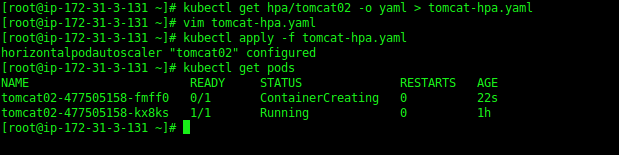 [root@ip-172-31-3-131 ~]# kubectl get hpa/tomcat02 -o yaml > tomcat-hpa.yaml
[root@ip-172-31-3-131 ~]# vim tomcat-hpa.yaml
[root@ip-172-31-3-131 ~]# kubectl apply -f tomcat-hpa.yaml
horizontalpodautoscaler "tomcat02" configured
[root@ip-172-31-3-131 ~]# kubectl get pods
NAME                       READY     STATUS              RESTARTS   AGE
tomcat02-477505158-fmff0   0/1       ContainerCreating   0          22s
tomcat02-477505158-kx8ks   1/1       Running             0          1h
[root@ip-172-31-3-131 ~]#